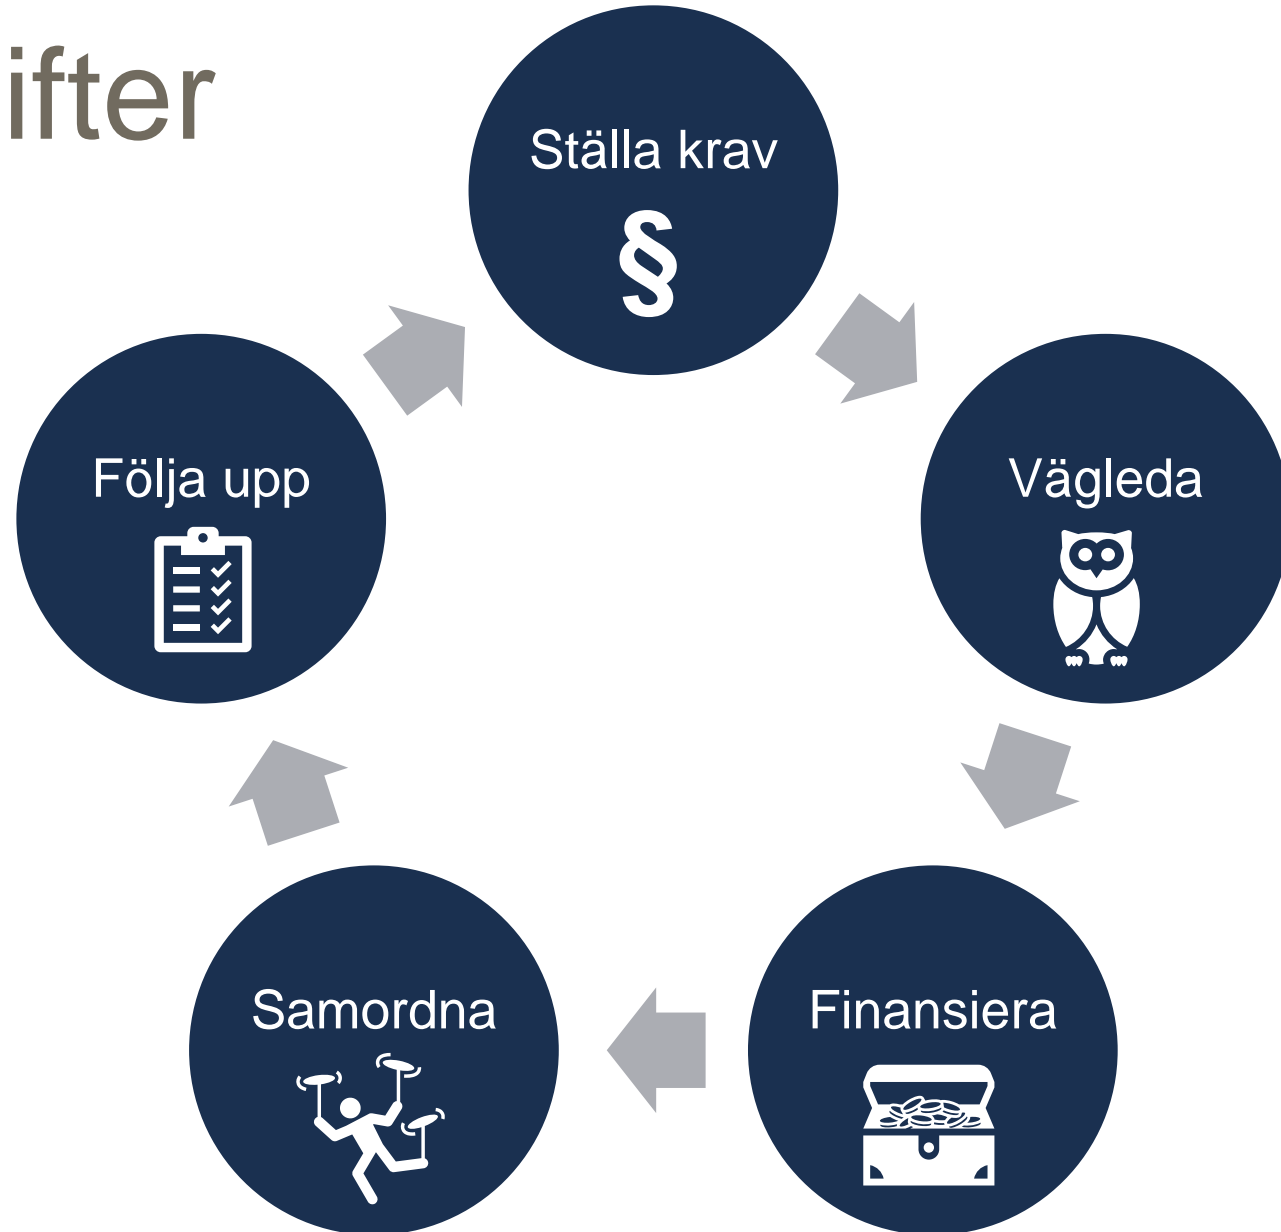 ifter
Ställa krav
§
Vägleda
Finansiera
Samordna
Följa upp